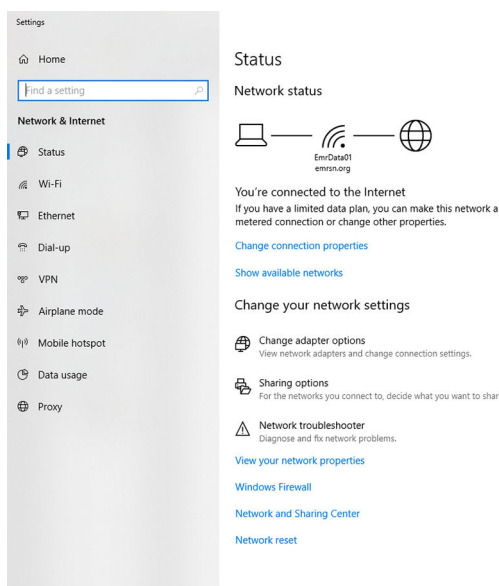 Settings
Home
Find a setting
Network & Internet
Status
Wi-Fi
Ethernet
Dial-up
VPN
Airplane mode
Mobile hotspot
Data usage
Proxy
Status
Network status
EmrData01
emrsn.org
You're connected to the Internet
If you have a limited data plan, you can make this network a
metered connection or change other properties.
Change connection properties
Show available networks
Change your network settings
Change adapter options
View network adapters and change connection settings.
Sharing options
For the networks you connect to, decide what you want to shar
Network troubleshooter
Diagnose and fix network problems.
View your network properties
Windows Firewall
Network and Sharing Center
Network reset